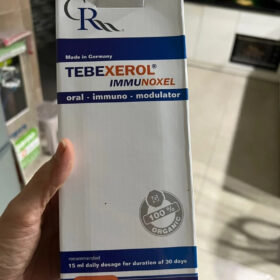 CR
Made in Germany
TEBEXEROL®
IMMUNOXEL
oral - immuno - modulator
100%
ORGANIC
recommended
15 ml daily dosage for duration of 30 days